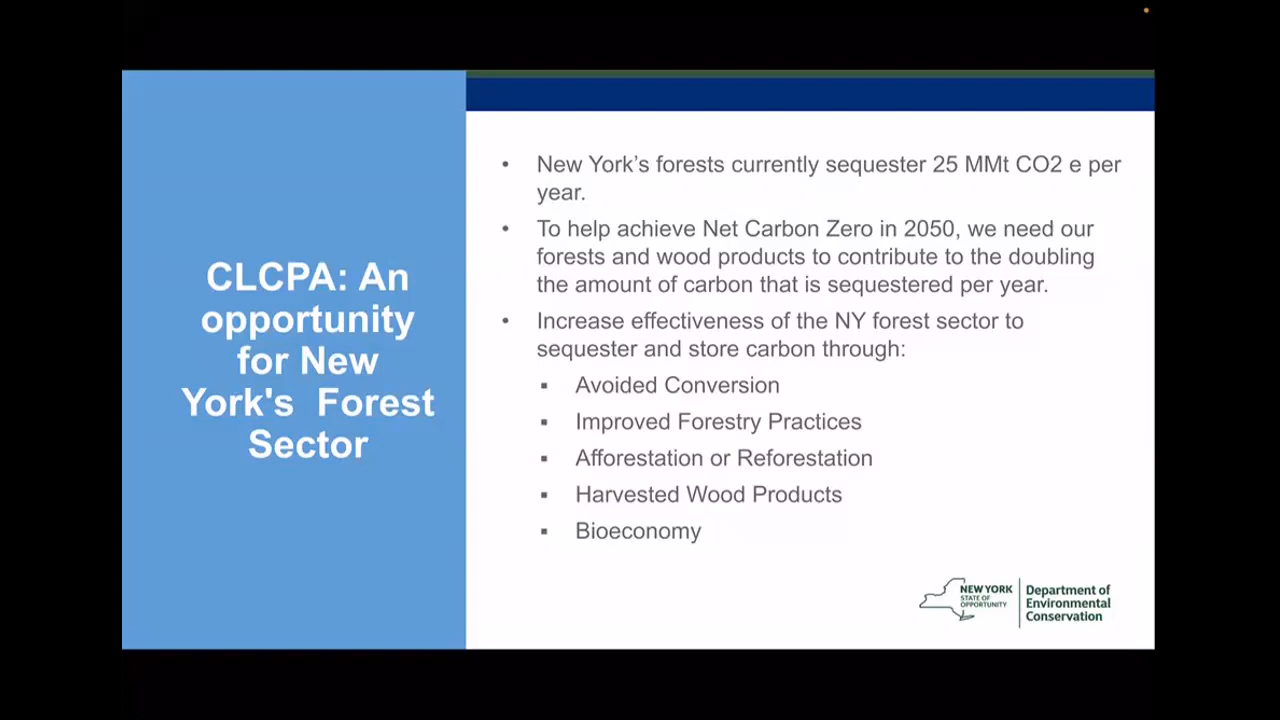 CLCPA: An
opportunity
for New
York's  Forest
Sector
• New York’s forests currently sequester 25 MMt CO2 e per
year.
• To help achieve Net Carbon Zero in 2050, we need our
forests and wood products to contribute to the doubling
the amount of carbon that is sequestered per year.
• Increase effectiveness of the NY forest sector to
sequester and store carbon through:
▪ Avoided Conversion
▪ Improved Forestry Practices
▪ Afforestation or Reforestation
▪ Harvested Wood Products
▪ Bioeconomy
NEW YORK
STATE OF
OPPORTUNITY
Department of
Environmental
Conservation